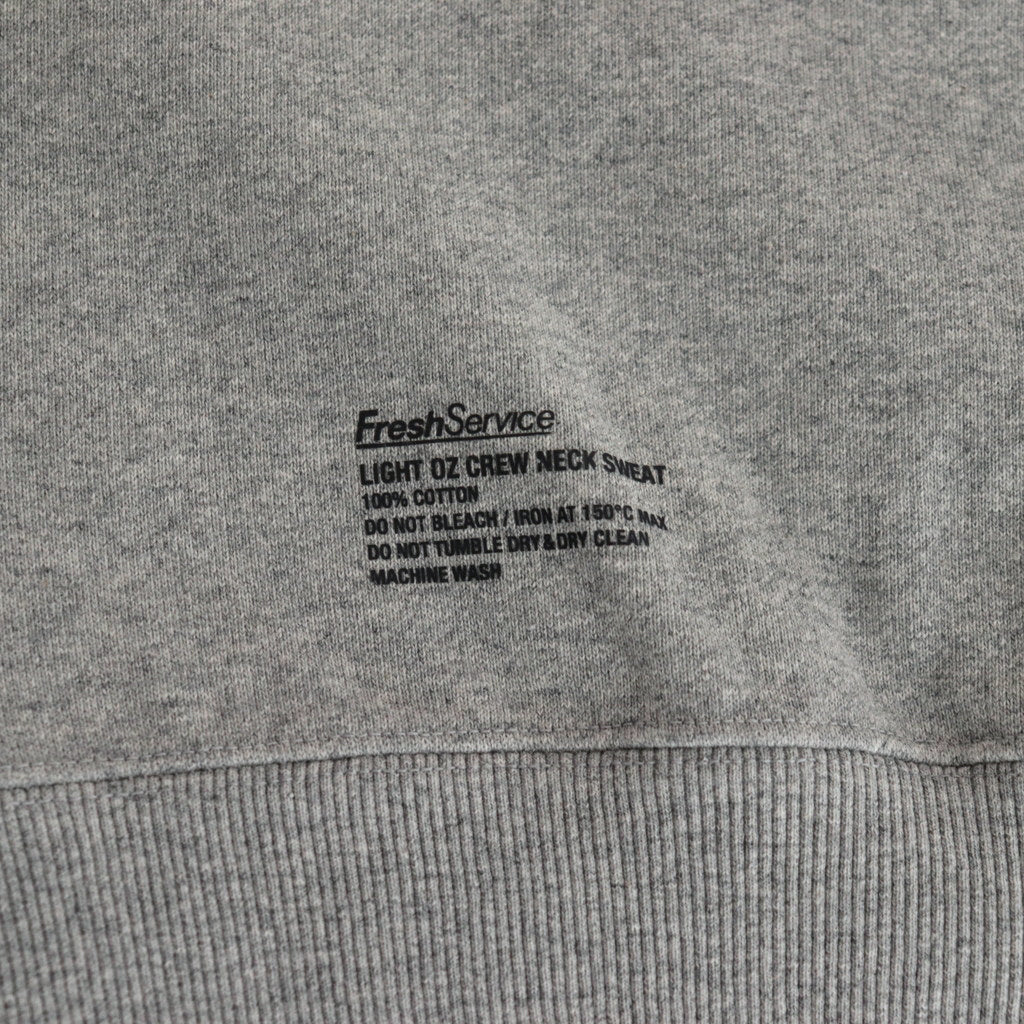 FreshService
LIGHT OZ CREW NECK SWEAT
100% COTTON
DO NOT BLEACH / IRON AT 150°C MAX
DO NOT TUMBLE DRY & DRY CLEAN
MACHINE WASH